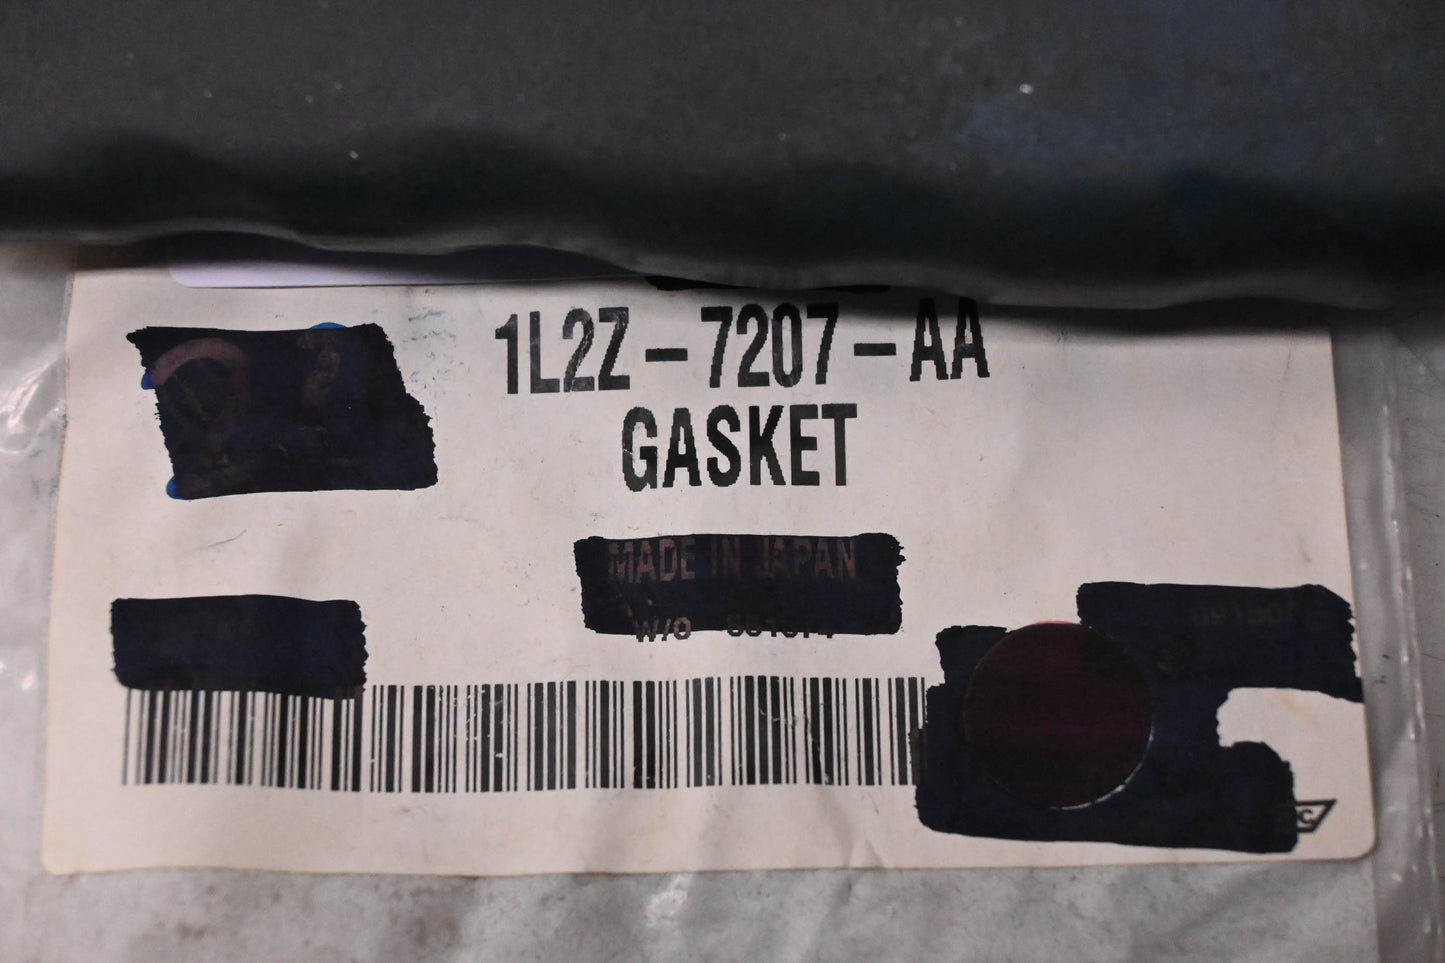 1L2Z-7207-AA
GASKET
MADE IN JAPAN
W/O